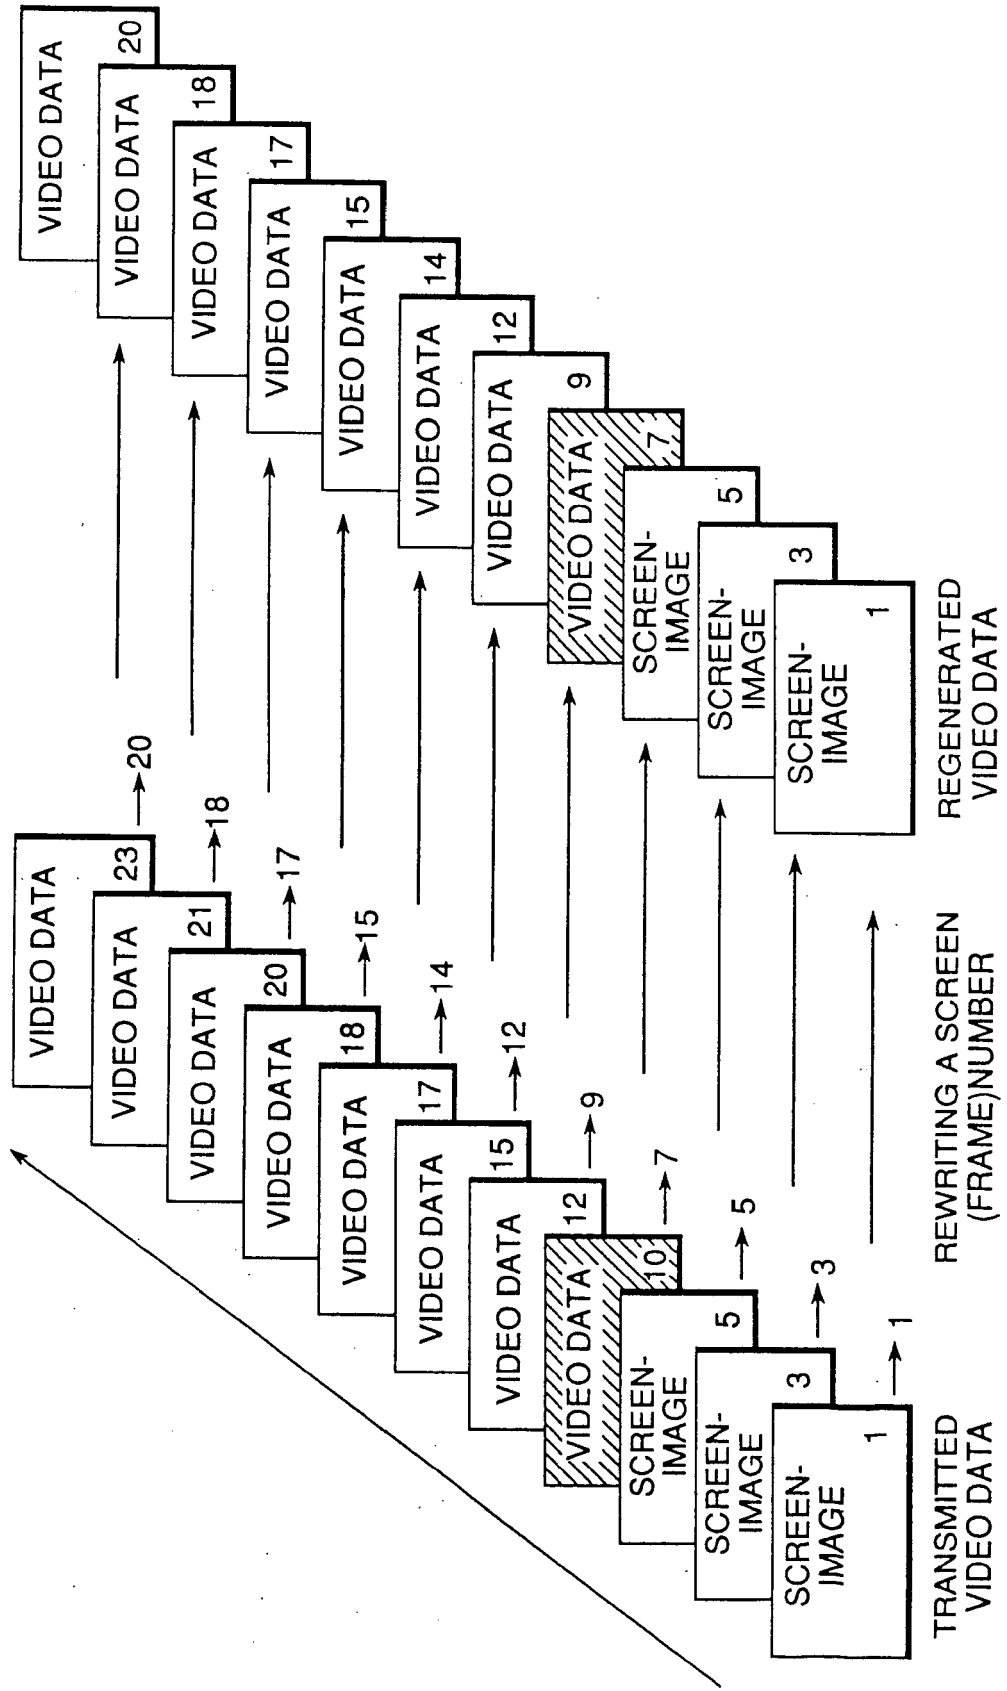 VIDEO DATA
23
→20
VIDEO DATA
21
→18
VIDEO DATA
20
→17
VIDEO DATA
18
→15
VIDEO DATA
17
→14
VIDEO DATA
15
→12
VIDEO DATA
12
→9
VIDEO DATA
10
→7
SCREEN-
IMAGE
5
→5
SCREEN-
IMAGE
3
→3
SCREEN-
IMAGE
1
→1
TRANSMITTED
VIDEO DATA
REWRITING A SCREEN
(FRAME)NUMBER
VIDEO DATA
20
VIDEO DATA
18
VIDEO DATA
17
VIDEO DATA
15
VIDEO DATA
14
VIDEO DATA
12
VIDEO DATA
9
VIDEO DATA
7
SCREEN-
IMAGE
5
SCREEN-
IMAGE
3
SCREEN-
IMAGE
1
REGENERATED
VIDEO DATA